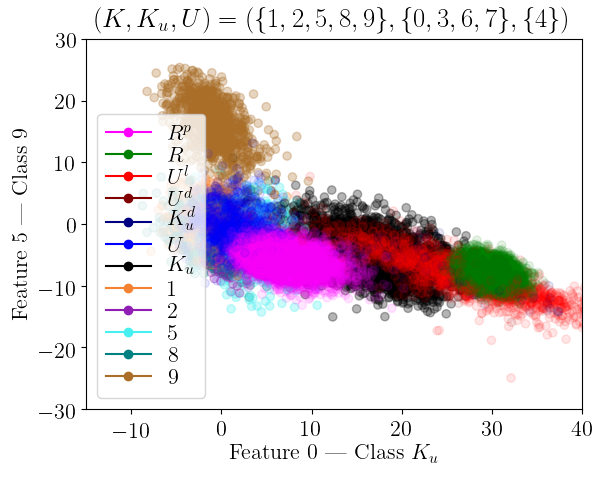 (K, K_u, U) = ({1, 2, 5, 8, 9}, {0, 3, 6, 7}, {4})
30
20
10
0
−10
−20
−30
Feature 5 — Class 9
R^p
R
U^l
U^d
K_u^d
U
K_u
1
2
5
8
9
−10 0 10 20 30 40
Feature 0 — Class K_u